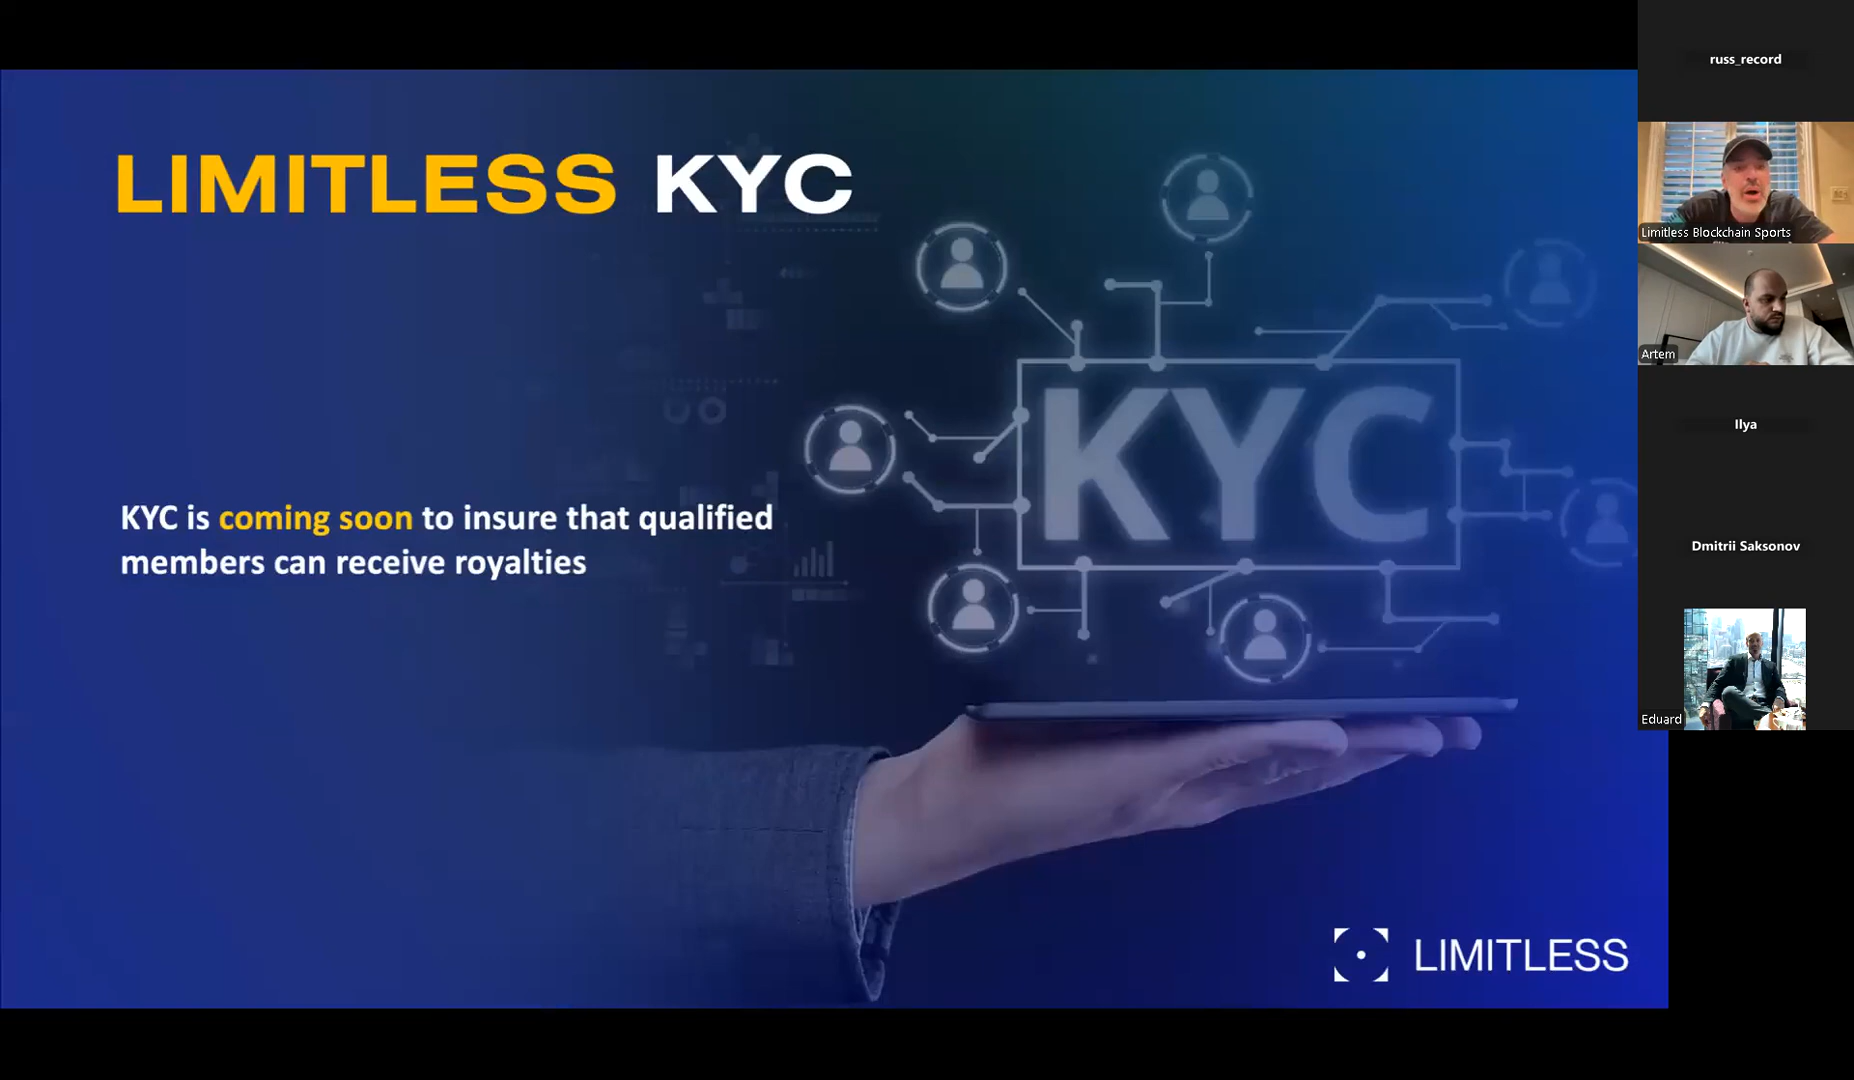 LIMITLESS KYC
KYC
KYC is coming soon to insure that qualified
members can receive royalties
LIMITLESS
russ_record
Limitless Blockchain Sports
Artem
Ilya
Dmitrii Saksonov
Eduard